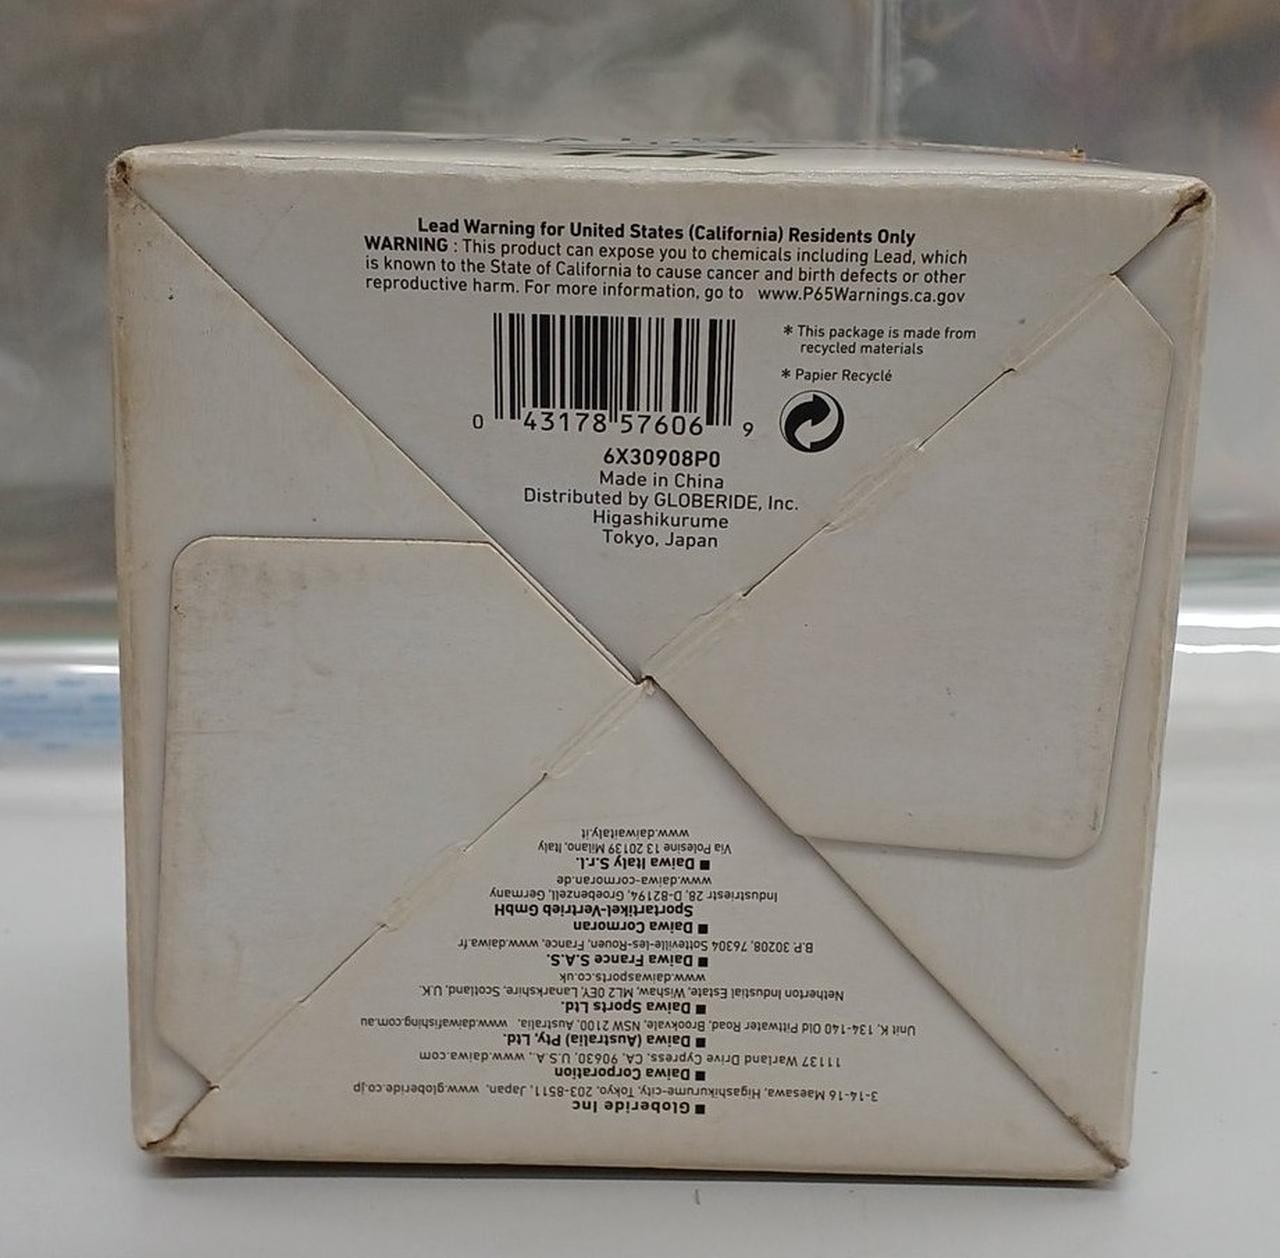 Lead Warning for United States (California) Residents Only
WARNING : This product can expose you to chemicals including Lead, which
is known to the State of California to cause cancer and birth defects or other
reproductive harm. For more information, go to www.P65Warnings.ca.gov
* This package is made from
recycled materials
* Papier Recyclé
0 43178 57606 9
6X30908P0
Made in China
Distributed by GLOBERIDE, Inc.
Higashikurume
Tokyo, Japan
■ Globeride Inc
3-14-16 Maesawa, Higashikurume-city, Tokyo, 203-8511, Japan, www.globeride.co.jp
■ Daiwa Corporation
11137 Warland Drive Cypress. CA, 90630, U.S.A., www.daiwa.com
■ Daiwa (Australia) Pty, Ltd.
Unit K, 134-140 Old Pittwater Road, Brookvale, NSW 2100, Australia, www.daiwafishing.com.au
■ Daiwa Sports Ltd.
Netherton Industial Estate, Wishaw, ML2 0EY, Lanarkshire, Scotland, U.K.
www.daiwasports.co.uk
■ Daiwa France S.A.S.
B.P. 30208, 76304 Sotteville-les-Rouen, France, www.daiwa.fr
■ Daiwa Cormoran
Sportartikel-Vertrieb GmbH
Industriestr 28, D-82194, Groebenzell, Germany
www.daiwa-cormoran.de
■ Daiwa Italy S.r.l.
Via Polesine 13 20139 Milano, Italy
www.daiwaitaly.it